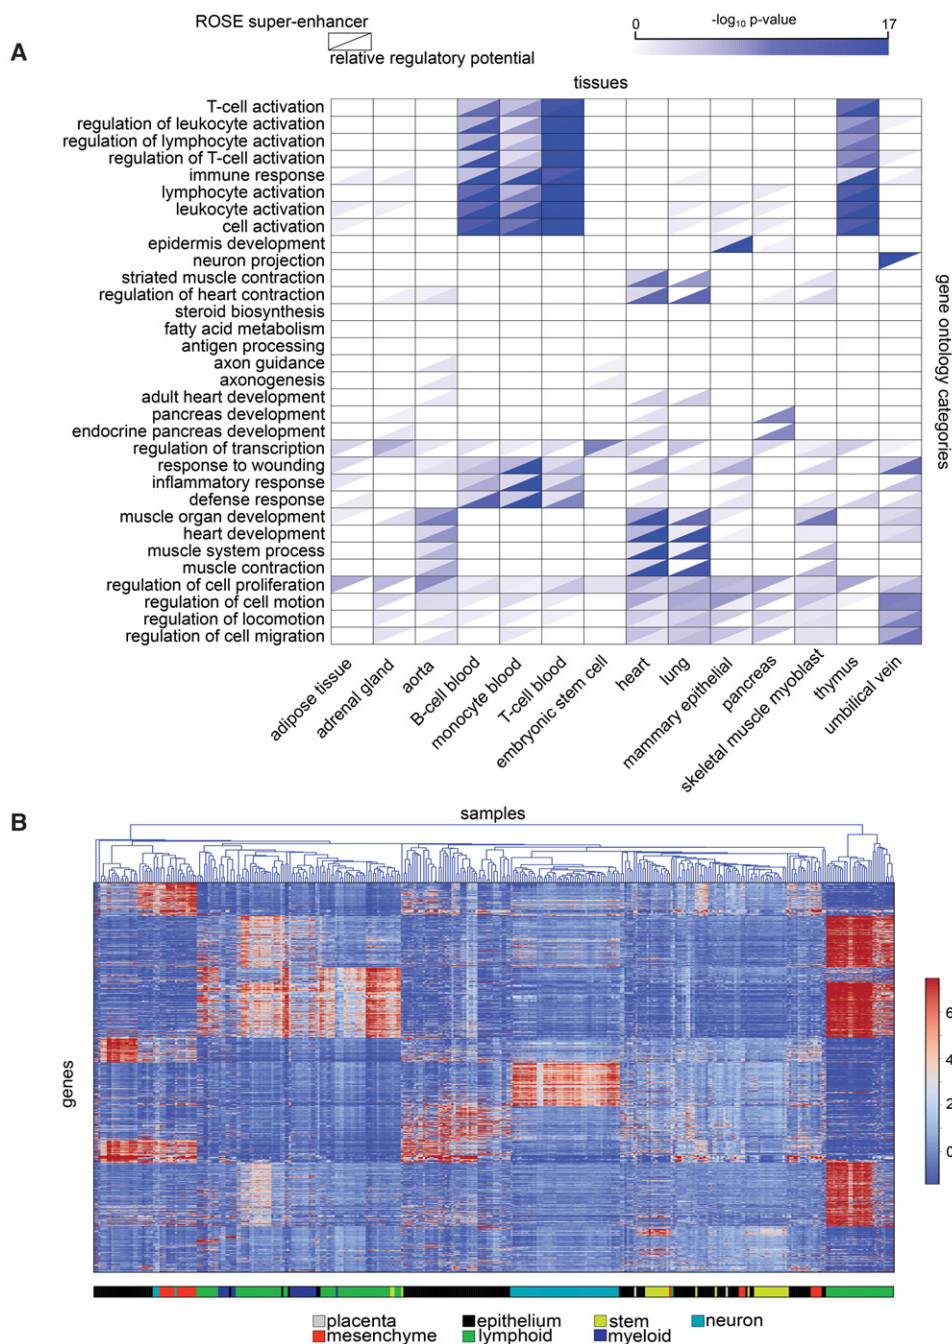 ROSE super-enhancer
relative regulatory potential
0
-log10 p-value
17
A
tissues
T-cell activation
regulation of leukocyte activation
regulation of lymphocyte activation
regulation of T-cell activation
immune response
lymphocyte activation
leukocyte activation
cell activation
epidermis development
neuron projection
striated muscle contraction
regulation of heart contraction
steroid biosynthesis
fatty acid metabolism
antigen processing
axon guidance
axonogenesis
adult heart development
pancreas development
endocrine pancreas development
regulation of transcription
response to wounding
inflammatory response
defense response
muscle organ development
heart development
muscle system process
muscle contraction
regulation of cell proliferation
regulation of cell motion
regulation of locomotion
regulation of cell migration
gene ontology categories
adipose tissue
adrenal gland
aorta
B-cell blood
monocyte blood
T-cell blood
embryonic stem cell
heart
lung
mammary epithelial
pancreas
skeletal muscle myoblast
thymus
umbilical vein
B
samples
genes
6
4
2
0
placenta
epithelium
stem
neuron
mesenchyme
lymphoid
myeloid